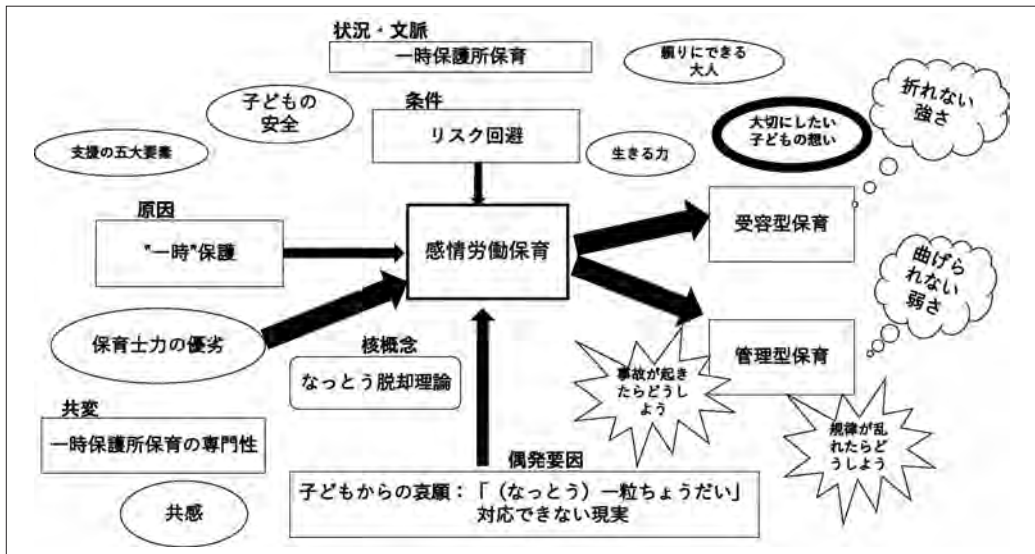 状況・文脈
一時保護所保育
頼りにできる
大人
折れない
強さ
子どもの
安全
条件
リスク回避
大切にしたい
子どもの想い
支援の五大要素
生きる力
原因
"一時"保護
感情労働保育
受容型保育
曲げら
れない
弱さ
保育士力の優劣
核概念
なっとう脱却理論
事故が起き
たらどうし
よう
管理型保育
共変
一時保護所保育の専門性
規律が乱
れたらど
うしよう
偶発要因
子どもからの哀願：「（なっとう）一粒ちょうだい」
対応できない現実
共感